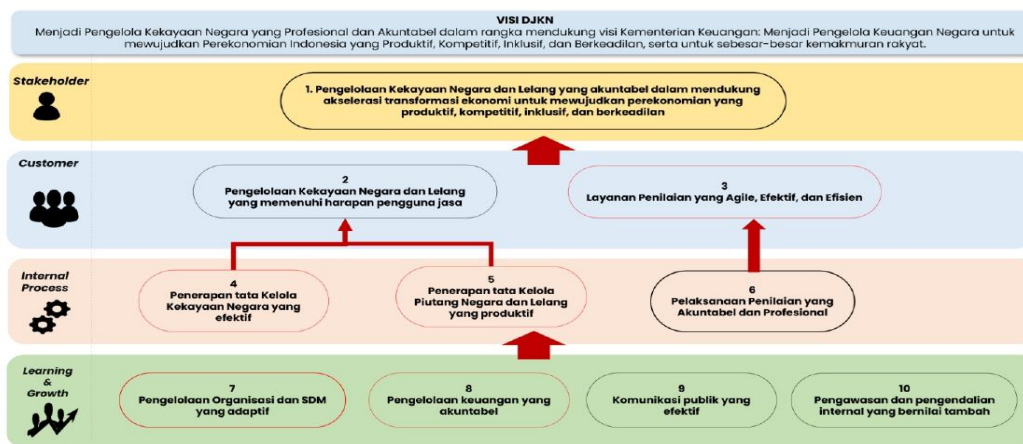 VISI DJKN
Menjadi Pengelola Kekayaan Negara yang Profesional dan Akuntabel dalam rangka mendukung visi Kementerian Keuangan: Menjadi Pengelola Keuangan Negara untuk
mewujudkan Perekonomian Indonesia yang Produktif, Kompetitif, Inklusif, dan Berkeadilan, serta untuk sebesar-besar kemakmuran rakyat.
Stakeholder
1. Pengelolaan Kekayaan Negara dan Lelang yang akuntabel dalam mendukung
akselerasi transformasi ekonomi untuk mewujudkan perekonomian yang
produktif, kompetitif, inklusif, dan berkeadilan
Customer
2
Pengelolaan Kekayaan Negara dan Lelang
yang memenuhi harapan pengguna jasa
3
Layanan Penilaian yang Agile, Efektif, dan Efisien
Internal
Process
4
Penerapan tata Kelola
Kekayaan Negara yang
efektif
5
Penerapan tata Kelola
Piutang Negara dan Lelang
yang produktif
6
Pelaksanaan Penilaian yang
Akuntabel dan Profesional
Learning
&
Growth
7
Pengelolaan Organisasi dan SDM
yang adaptif
8
Pengelolaan keuangan yang
akuntabel
9
Komunikasi publik yang
efektif
10
Pengawasan dan pengendalian
internal yang bernilai tambah